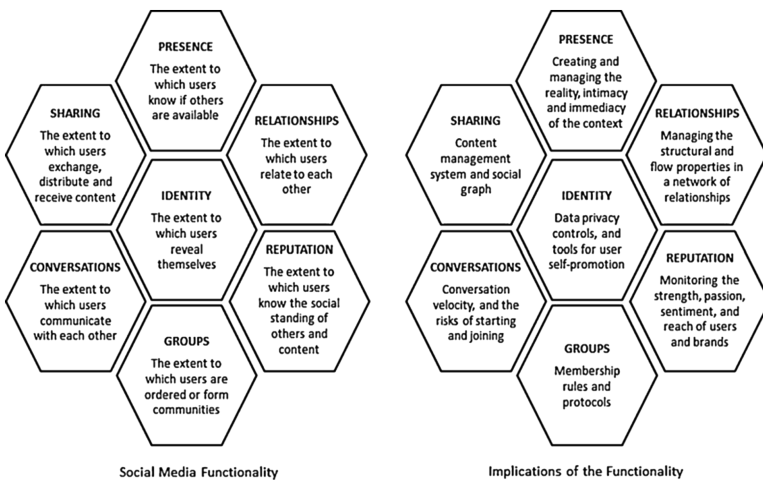 PRESENCE
The extent to
which users
know if others
are available
SHARING
The extent to
which users
exchange,
distribute and
receive content
RELATIONSHIPS
The extent to
which users
relate to each
other
IDENTITY
The extent to
which users
reveal
themselves
CONVERSATIONS
The extent to
which users
communicate
with each other
REPUTATION
The extent to
which users
know the social
standing of
others and
content
GROUPS
The extent to
which users are
ordered or form
communities
Social Media Functionality
PRESENCE
Creating and
managing the
reality, intimacy
and immediacy
of the context
SHARING
Content
management
system and social
graph
RELATIONSHIPS
Managing the
structural and
flow properties in
a network of
relationships
IDENTITY
Data privacy
controls, and
tools for user
self-promotion
CONVERSATIONS
Conversation
velocity, and the
risks of starting
and joining
REPUTATION
Monitoring the
strength, passion,
sentiment, and
reach of users
and brands
GROUPS
Membership
rules and
protocols
Implications of the Functionality